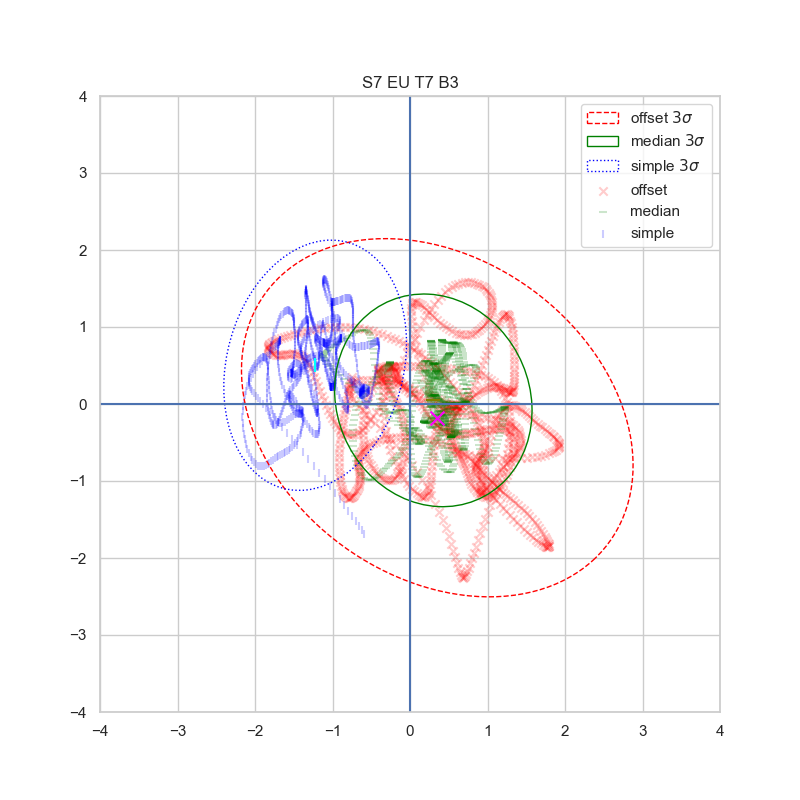 S7 EU T7 B3
offset 3σ
median 3σ
simple 3σ
offset
median
simple
4
3
2
1
0
−1
−2
−3
−4
−4 −3 −2 −1 0 1 2 3 4